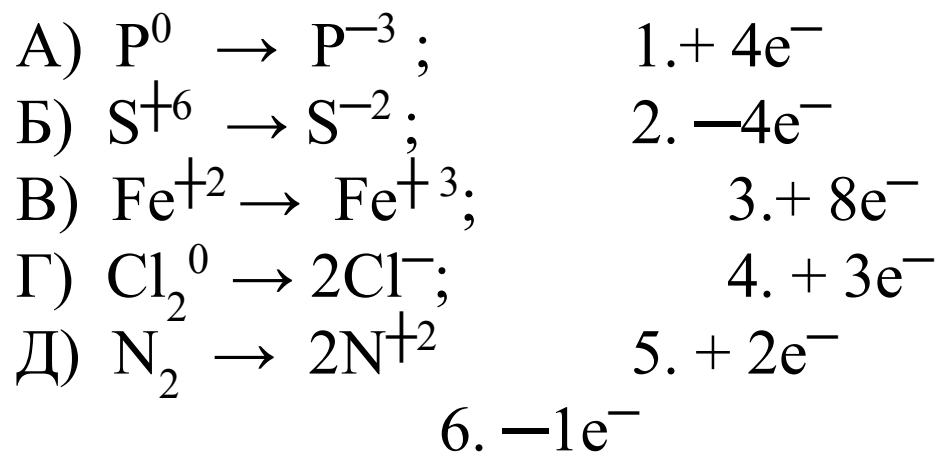 А) P⁰ → P⁻³ ; 1.+ 4e⁻
Б) S⁺⁶ → S⁻² ; 2. −4e⁻
В) Fe⁺² → Fe⁺ ³; 3.+ 8e⁻
Г) Cl₂⁰ → 2Cl⁻; 4. + 3e⁻
Д) N₂ → 2N⁺² 5. + 2e⁻
6. −1e⁻